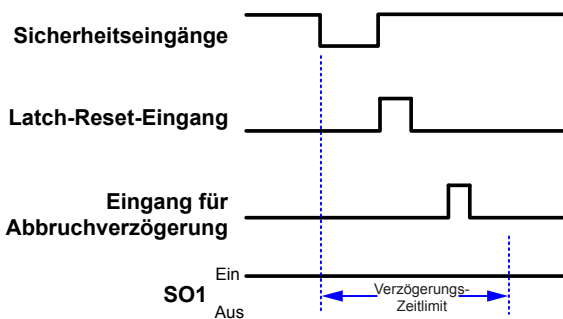 Sicherheitseingänge
Latch-Reset-Eingang
Eingang für
Abbruchverzögerung
Ein
SO1
Aus
Verzögerungs-
Zeitlimit